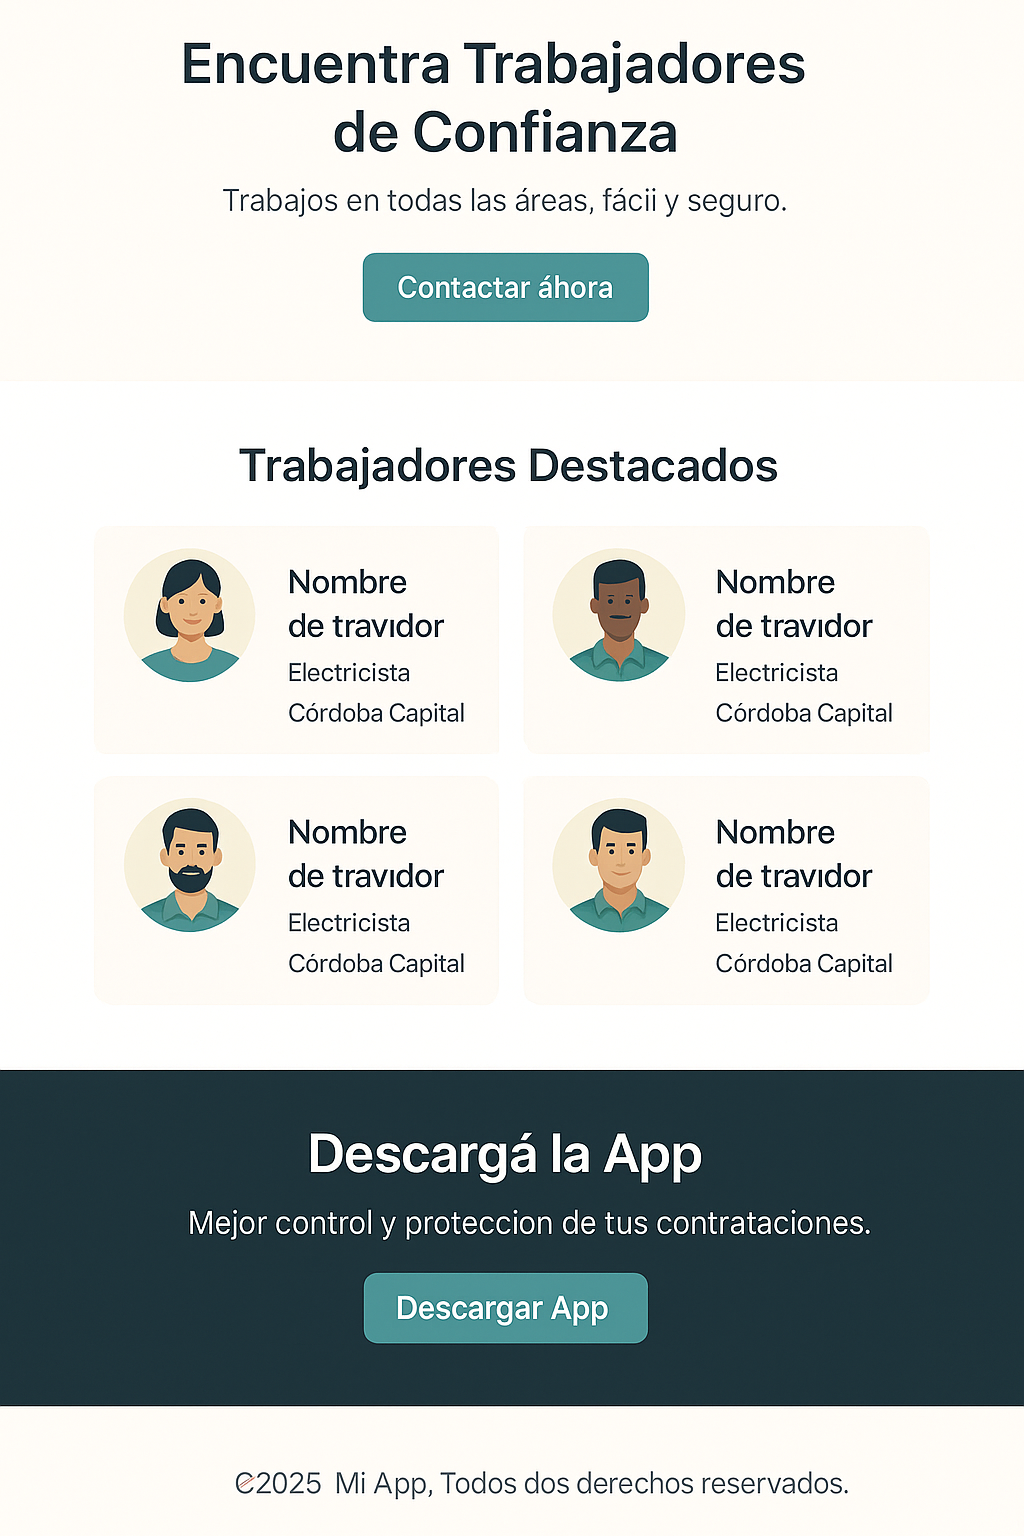 Encuentra Trabajadores
de Confianza
Trabajos en todas las áreas, fácii y seguro.
Contactar áhora
Trabajadores Destacados
Nombre
de travıdor
Electricista
Córdoba Capital
Nombre
de travıdor
Electricista
Córdoba Capital
Nombre
de travıdor
Electricista
Córdoba Capital
Nombre
de travıdor
Electricista
Córdoba Capital
Descargá la App
Mejor control y proteccion de tus contrataciones.
Descargar App
C2025 Mi App, Todos dos derechos reservados.